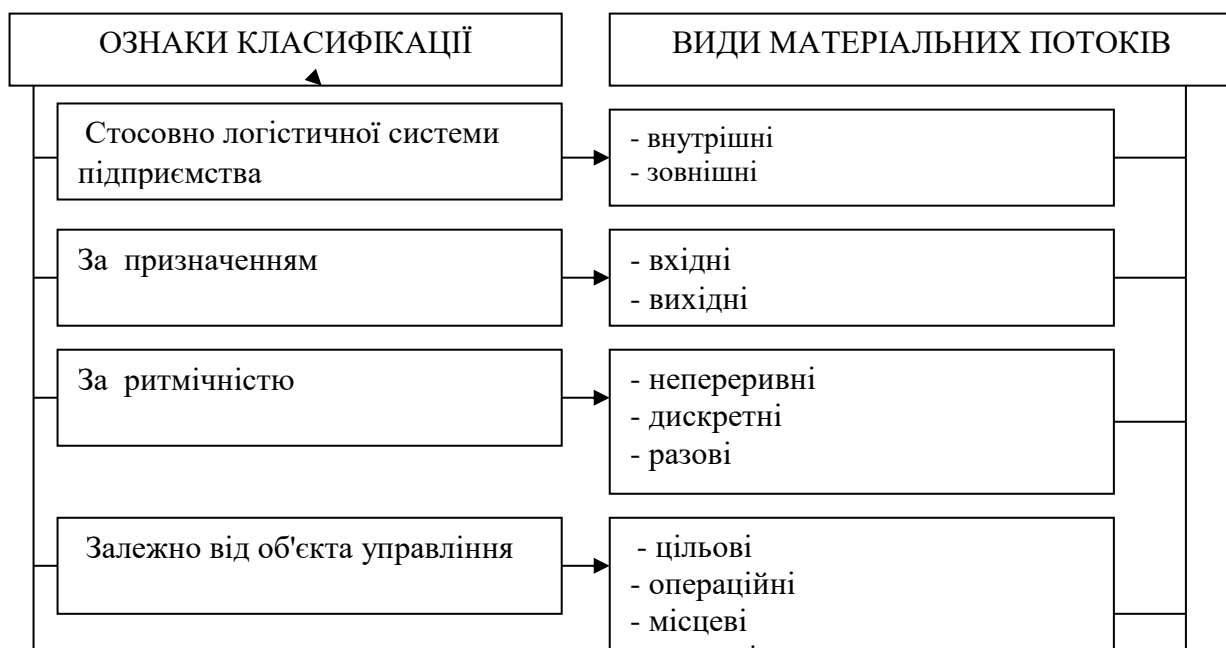 ОЗНАКИ КЛАСИФІКАЦІЇ
ВИДИ МАТЕРІАЛЬНИХ ПОТОКІВ
Стосовно логістичної системи
підприємства
- внутрішні
- зовнішні
За призначенням
- вхідні
- вихідні
За ритмічністю
- непереривні
- дискретні
- разові
Залежно від об'єкта управління
- цільові
- операційні
- місцеві